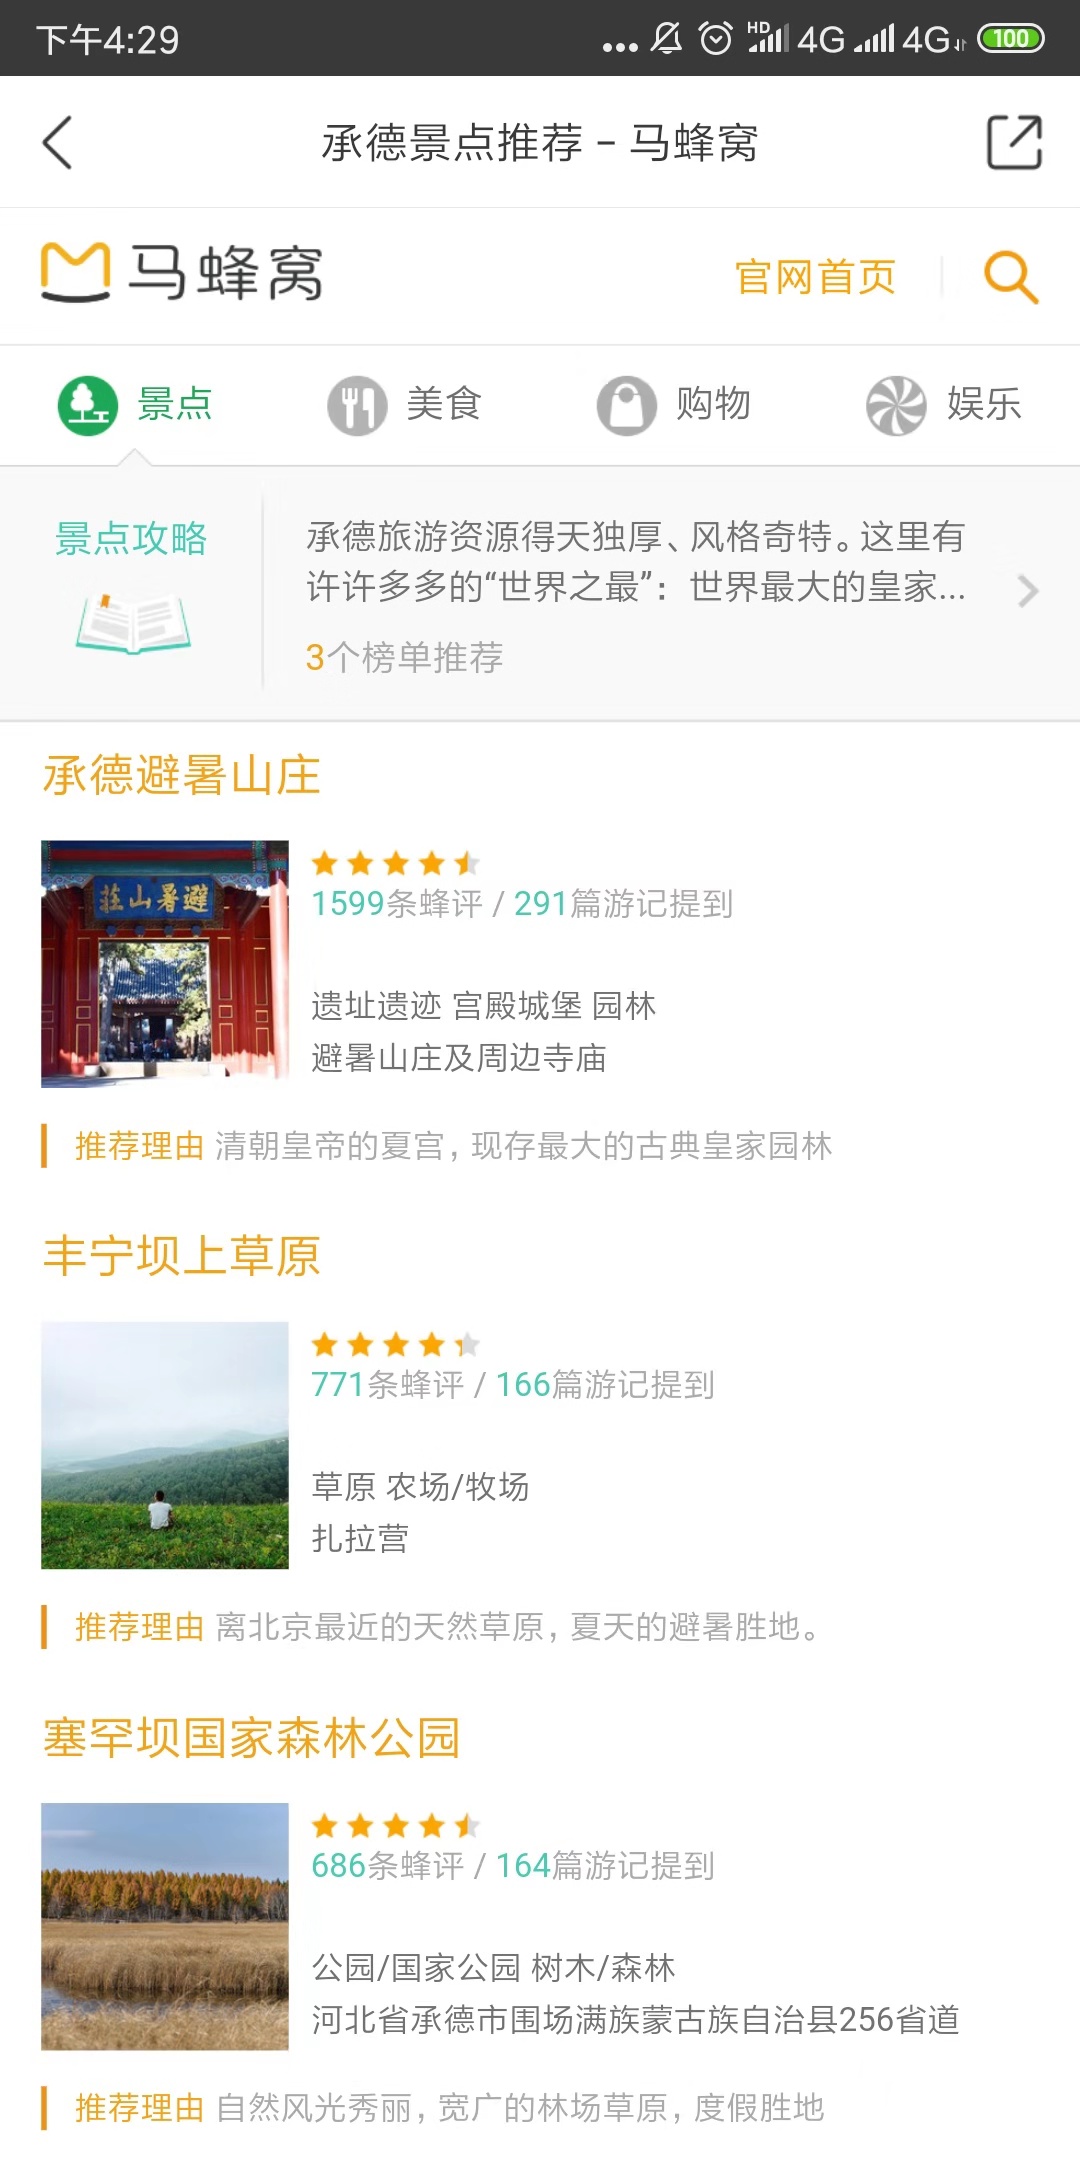 下午4:29
HD 4G 4G 100
承德景点推荐 - 马蜂窝
马蜂窝 官网首页
景点 美食 购物 娱乐
景点攻略
承德旅游资源得天独厚、风格奇特。这里有
许许多多的“世界之最”：世界最大的皇家...
3个榜单推荐
承德避暑山庄
避暑山莊
1599条蜂评 / 291篇游记提到
遗址遗迹 宫殿城堡 园林
避暑山庄及周边寺庙
推荐理由 清朝皇帝的夏宫，现存最大的古典皇家园林
丰宁坝上草原
771条蜂评 / 166篇游记提到
草原 农场/牧场
扎拉营
推荐理由 离北京最近的天然草原，夏天的避暑胜地。
塞罕坝国家森林公园
686条蜂评 / 164篇游记提到
公园/国家公园 树木/森林
河北省承德市围场满族蒙古族自治县256省道
推荐理由 自然风光秀丽，宽广的林场草原，度假胜地